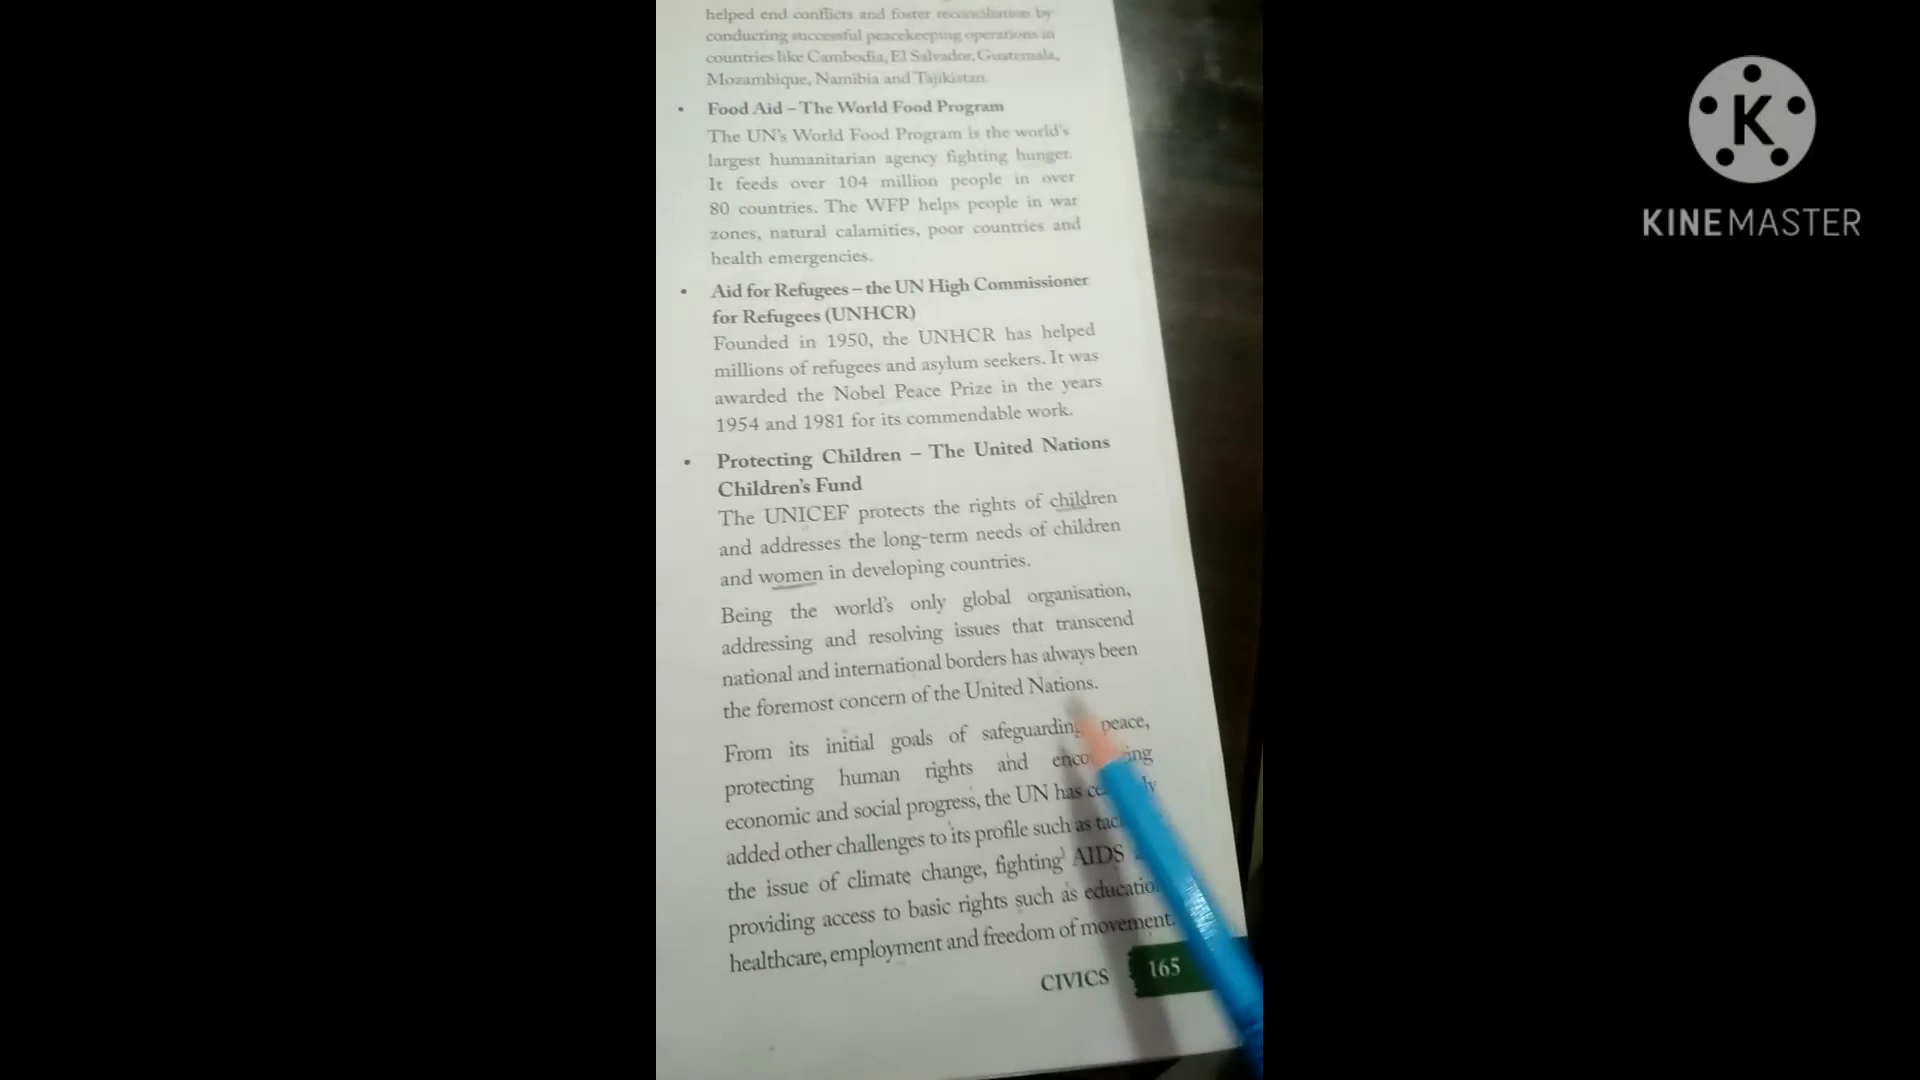 helped end conflicts and foster reconciliation by
conducting successful peacekeeping operations in
countries like Cambodia, El Salvador, Guatemala,
Mozambique, Namibia and Tajikistan.
• Food Aid – The World Food Program
The UN's World Food Program is the world's
largest humanitarian agency fighting hunger.
It feeds over 104 million people in over
80 countries. The WFP helps people in war
zones, natural calamities, poor countries and
health emergencies.
• Aid for Refugees – the UN High Commissioner
for Refugees (UNHCR)
Founded in 1950, the UNHCR has helped
millions of refugees and asylum seekers. It was
awarded the Nobel Peace Prize in the years
1954 and 1981 for its commendable work.
• Protecting Children – The United Nations
Children's Fund
The UNICEF protects the rights of children
and addresses the long-term needs of children
and women in developing countries.
Being the world's only global organisation,
addressing and resolving issues that transcend
national and international borders has always been
the foremost concern of the United Nations.
From its initial goals of safeguarding peace,
protecting human rights and
economic and social progress, the UN has
added other challenges to its profile such as
the issue of climate change, fighting AIDS
providing access to basic rights such as education
healthcare, employment and freedom of movement.
CIVICS 165
K
KINEMASTER